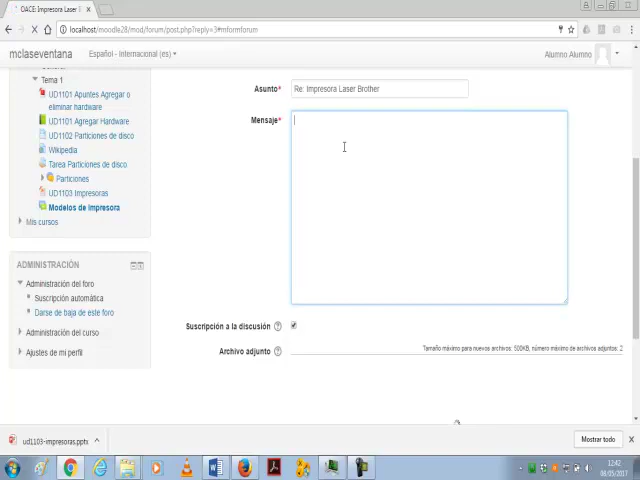 OACE: Impresora Laser
localhost/moodle28/mod/forum/post.php?reply=3#mformforum
mclaseventana
Español - Internacional (es)
Alumno Alumno
Tema 1
UD1101 Apuntes Agregar o
eliminar hardware
UD1101 Agregar Hardware
UD1102 Particiones de disco
Wikipedia
Tarea Particiones de disco
Particiones
UD1103 Impresoras
Modelos de impresora
Mis cursos
Asunto*
Re: Impresora Laser Brother
Mensaje*
ADMINISTRACIÓN
Administración del foro
Suscripción automática
Darse de baja de este foro
Administración del curso
Ajustes de mi perfil
Suscripción a la discusión
Archivo adjunto
Tamaño máximo para nuevos archivos: 500KB, número máximo de archivos adjuntos: 2
ud1103-impresoras.pptx
Mostrar todo
12:42
08/05/2017